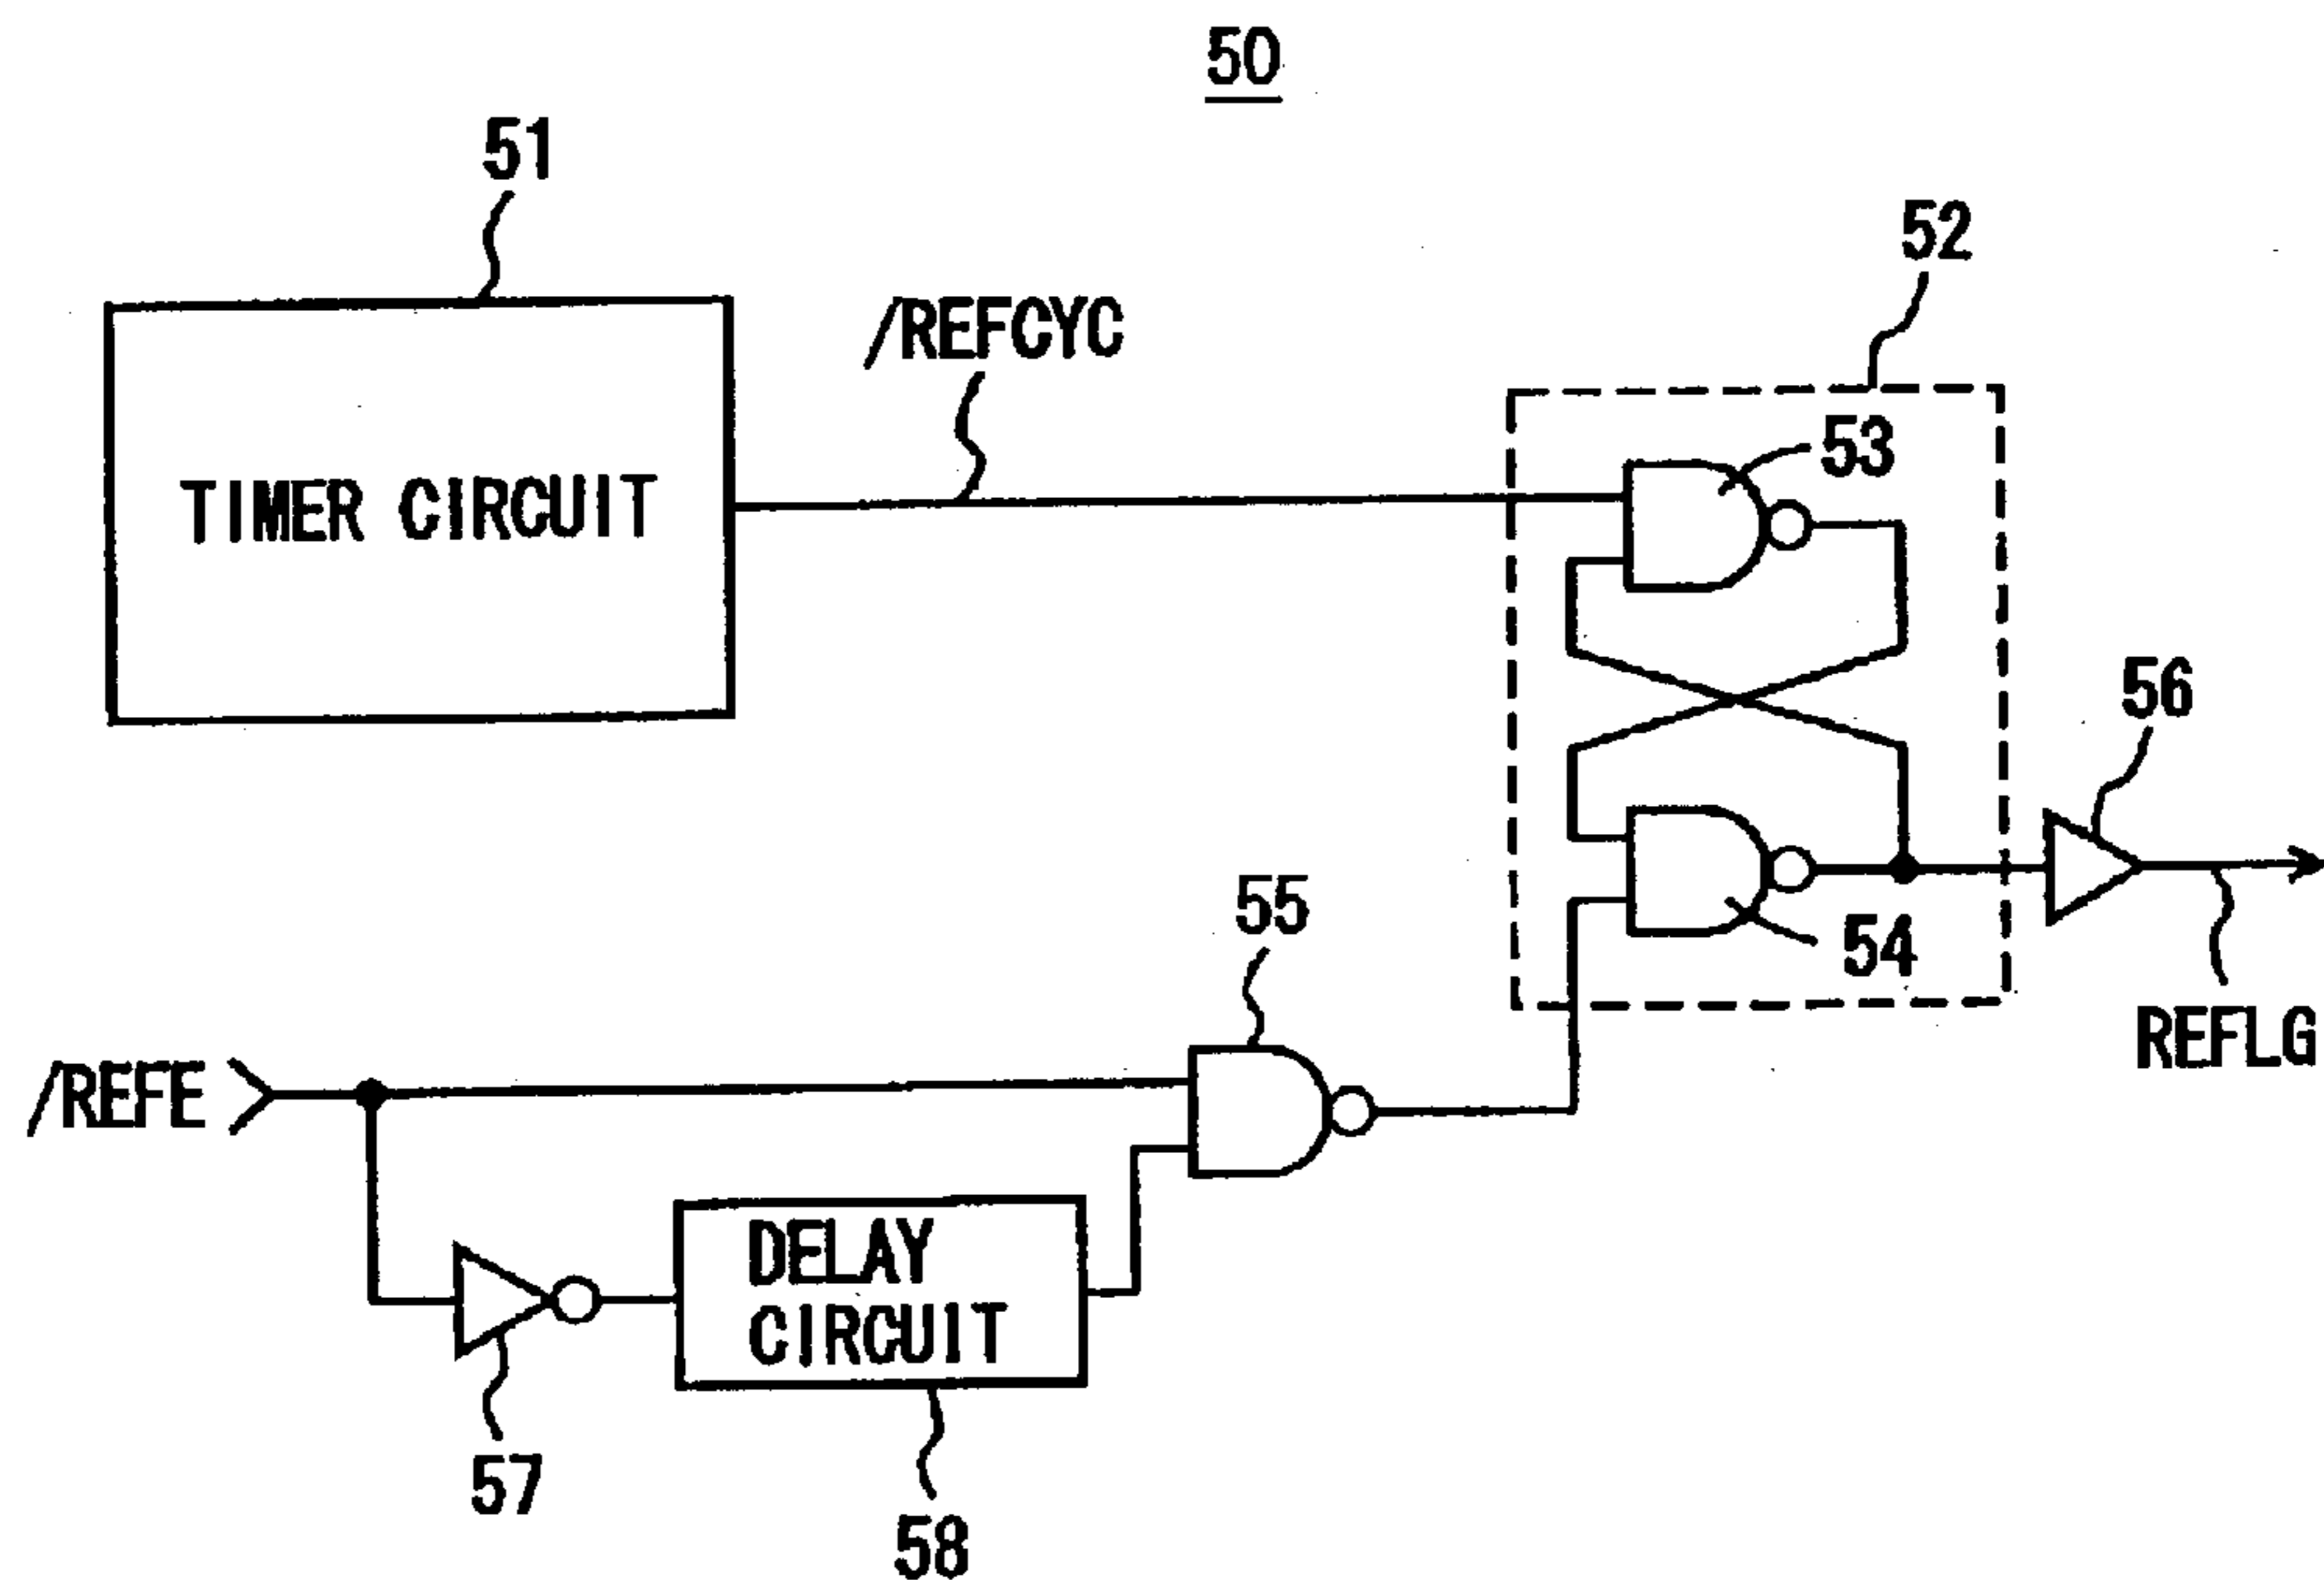 50
51
52
/REFCYC
53
TIMER CIRCUIT
56
55
54
REFLG
/REFE
DELAY
CIRCUIT
57
58